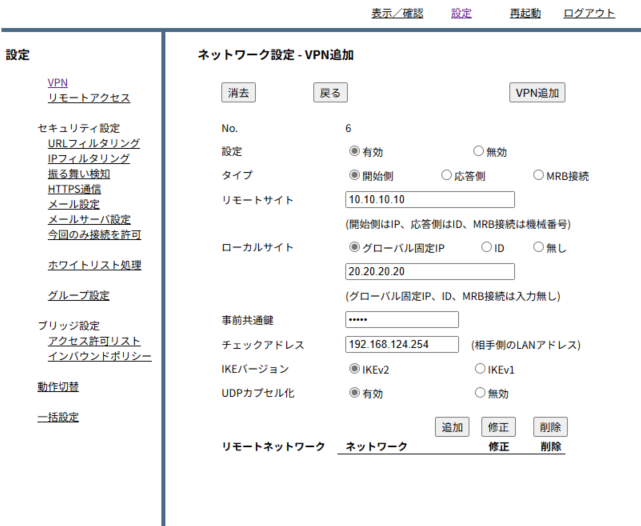 表示／確認 設定 再起動 ログアウト
設定
VPN
リモートアクセス
セキュリティ設定
URLフィルタリング
IPフィルタリング
振る舞い検知
HTTPS通信
メール設定
メールサーバ設定
今回のみ接続を許可
ホワイトリスト処理
グループ設定
ブリッジ設定
アクセス許可リスト
インバウンドポリシー
動作切替
一括設定
ネットワーク設定 - VPN追加
消去 戻る VPN追加
No. 6
設定 有効 無効
タイプ 開始側 応答側 MRB接続
リモートサイト 10.10.10.10
(開始側はIP、応答側はID、MRB接続は機械番号)
ローカルサイト グローバル固定IP ID 無し
20.20.20.20
(グローバル固定IP、ID、MRB接続は入力無し)
事前共通鍵 •••••
チェックアドレス 192.168.124.254 (相手側のLANアドレス)
IKEバージョン IKEv2 IKEv1
UDPカプセル化 有効 無効
追加 修正 削除
リモートネットワーク ネットワーク 修正 削除